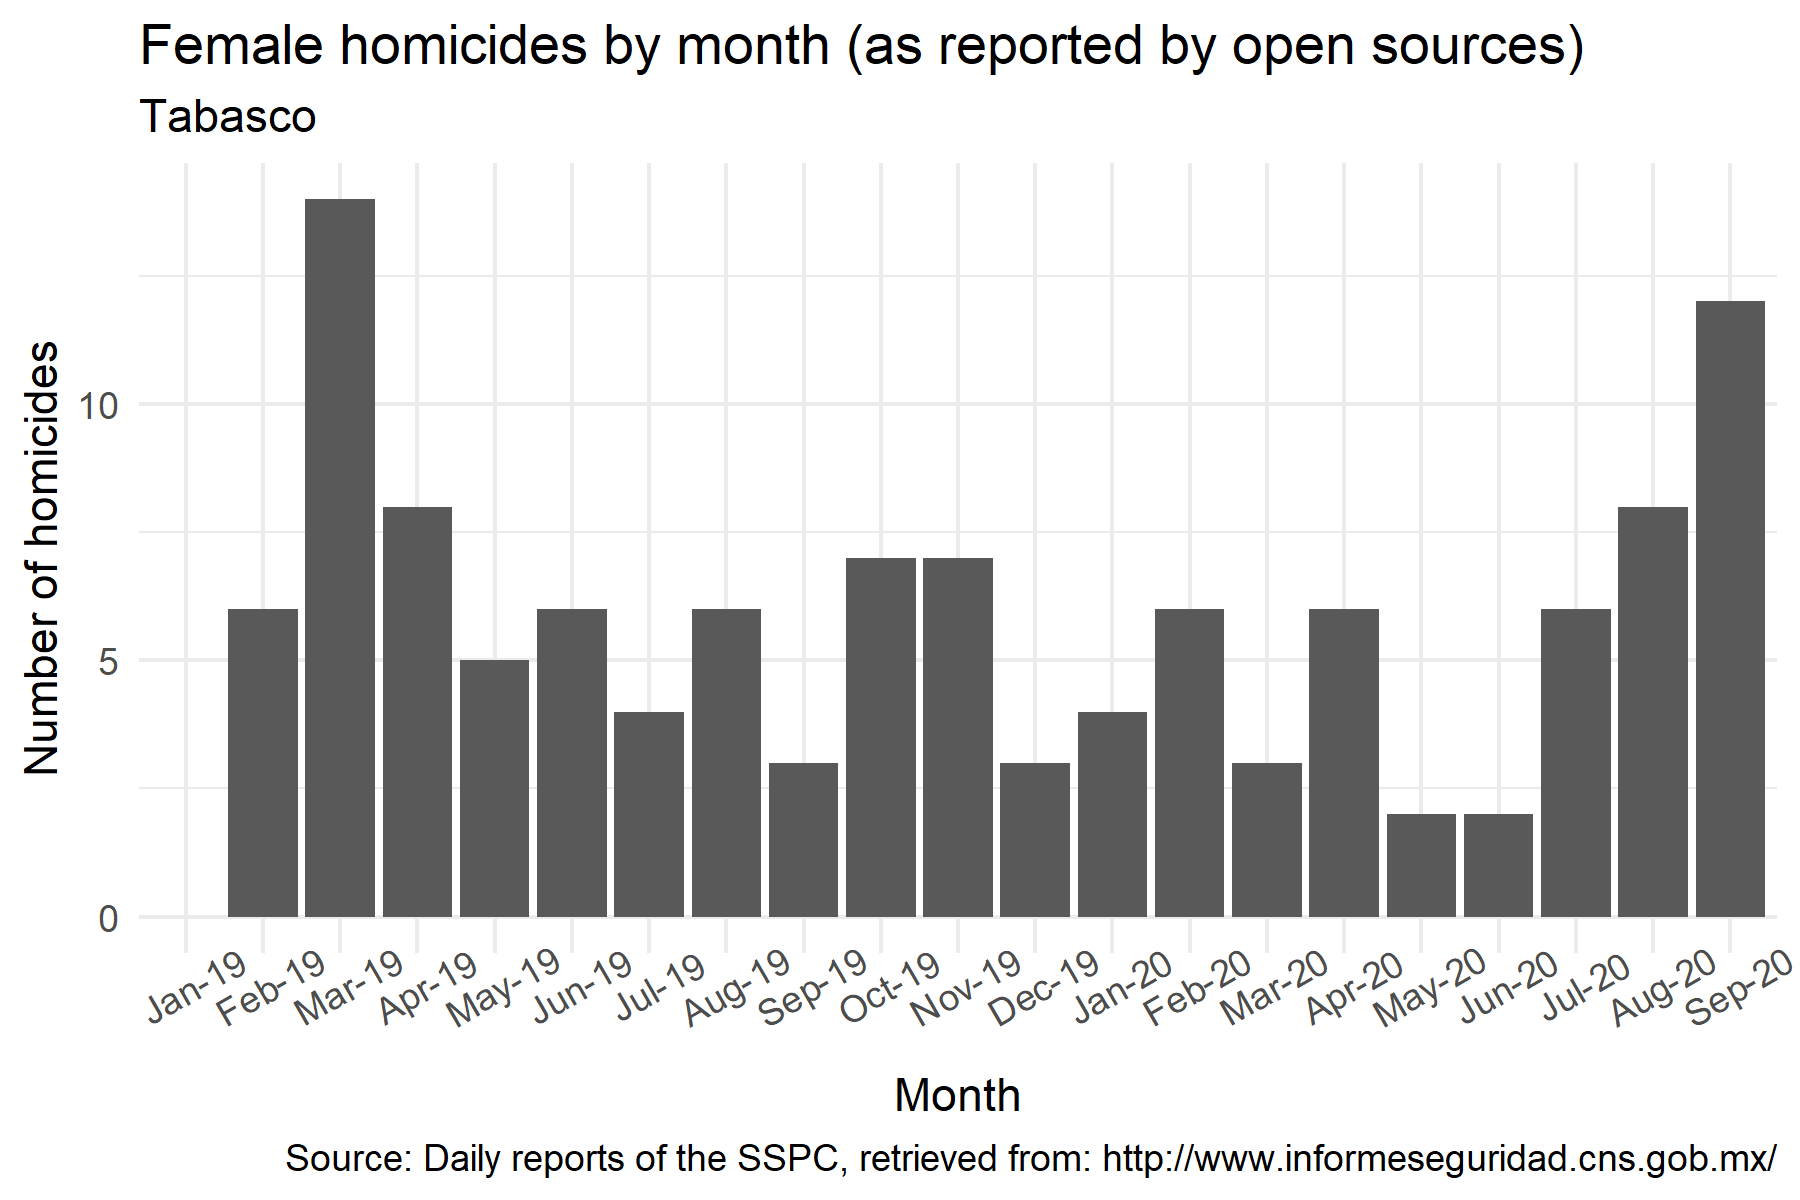 Female homicides by month (as reported by open sources)
Tabasco
Number of homicides
10
5
0
Jan-19
Feb-19
Mar-19
Apr-19
May-19
Jun-19
Jul-19
Aug-19
Sep-19
Oct-19
Nov-19
Dec-19
Jan-20
Feb-20
Mar-20
Apr-20
May-20
Jun-20
Jul-20
Aug-20
Sep-20
Month
Source: Daily reports of the SSPC, retrieved from: http://www.informeseguridad.cns.gob.mx/